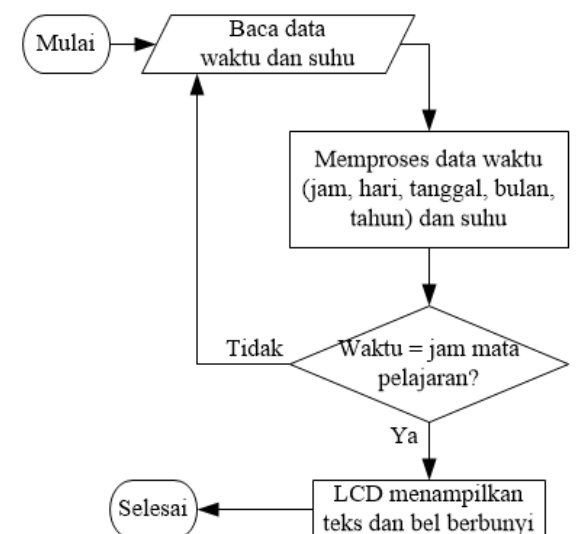 Mulai
Baca data
waktu dan suhu
Memproses data waktu
(jam, hari, tanggal, bulan,
tahun) dan suhu
Waktu = jam mata
pelajaran?
Tidak
Ya
LCD menampilkan
teks dan bel berbunyi
Selesai